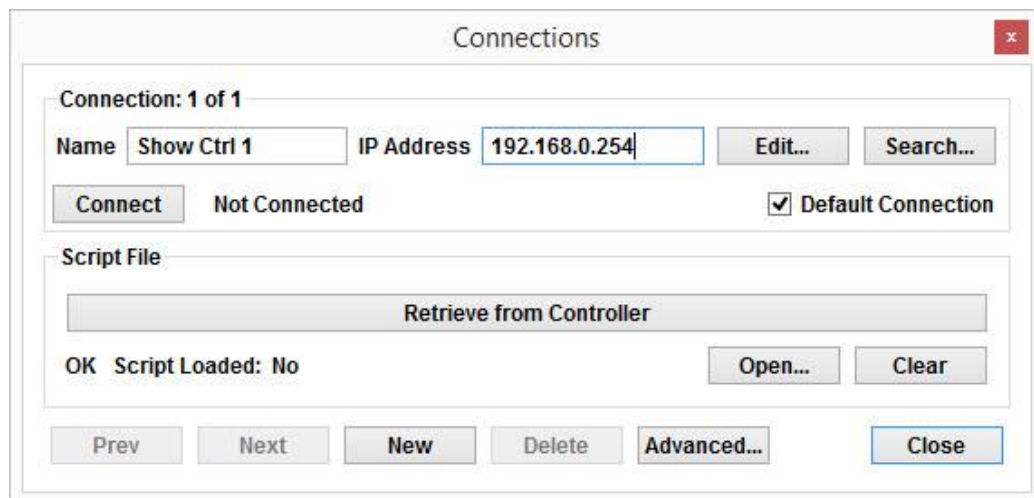 Connections
x
Connection: 1 of 1
Name Show Ctrl 1 IP Address 192.168.0.254 Edit... Search...
Connect Not Connected Default Connection
Script File
Retrieve from Controller
OK Script Loaded: No Open... Clear
Prev Next New Delete Advanced... Close